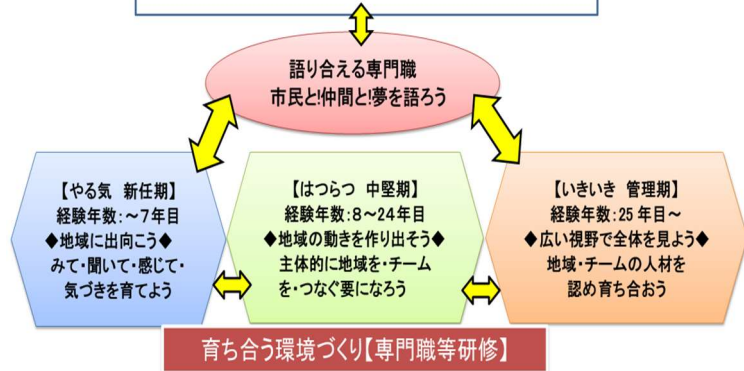 語り合える専門職
市民と!仲間と!夢を語ろう
【やる気 新任期】
経験年数:~7年目
◆地域に出向こう◆
みて・聞いて・感じて・
気づきを育てよう
【はつらつ 中堅期】
経験年数:8~24年目
◆地域の動きを作り出そう◆
主体的に地域を・チーム
を・つなぐ要になろう
【いきいき 管理期】
経験年数:25年目~
◆広い視野で全体を見よう◆
地域・チームの人材を
認め育ち合おう
育ち合う環境づくり【専門職等研修】